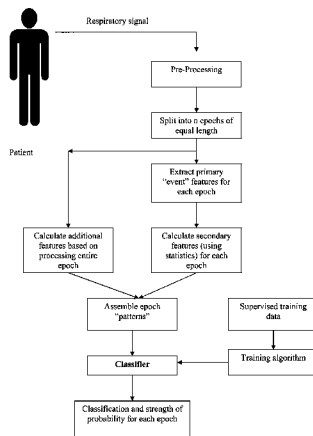 Respiratory signal
Pre-Processing
Split into n epochs of
equal length
Patient
Extract primary
"event" features for
each epoch
Calculate additional
features based on
processing entire
epoch
Calculate secondary
features (using
statistics) for each
epoch
Assemble epoch
"patterns"
Supervised training
data
Classifier
Training algorithm
Classification and strength of
probability for each epoch